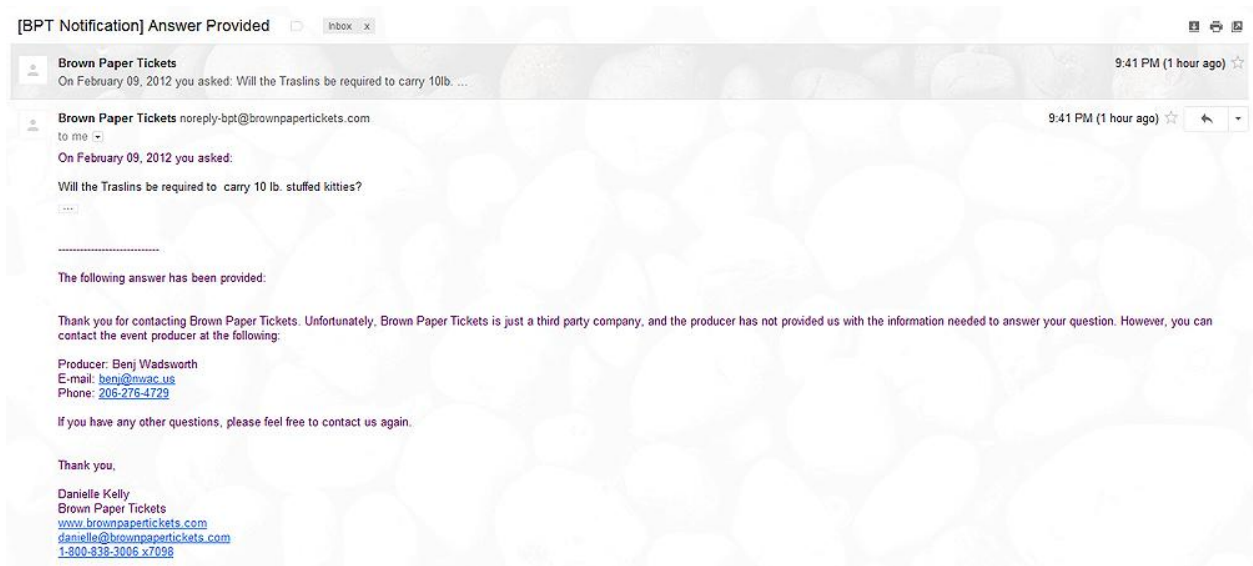 [BPT Notification] Answer Provided Inbox x
Brown Paper Tickets 9:41 PM (1 hour ago)
On February 09, 2012 you asked: Will the Traslins be required to carry 10lb. ...
Brown Paper Tickets noreply-bpt@brownpapertickets.com 9:41 PM (1 hour ago)
to me
On February 09, 2012 you asked:
Will the Traslins be required to  carry 10 lb. stuffed kitties?
...
----------------------------
The following answer has been provided:
Thank you for contacting Brown Paper Tickets. Unfortunately, Brown Paper Tickets is just a third party company, and the producer has not provided us with the information needed to answer your question. However, you can
contact the event producer at the following:
Producer: Benj Wadsworth
E-mail: benj@nwac.us
Phone: 206-276-4729
If you have any other questions, please feel free to contact us again.
Thank you,
Danielle Kelly
Brown Paper Tickets
www.brownpapertickets.com
danielle@brownpapertickets.com
1-800-838-3006 x7098